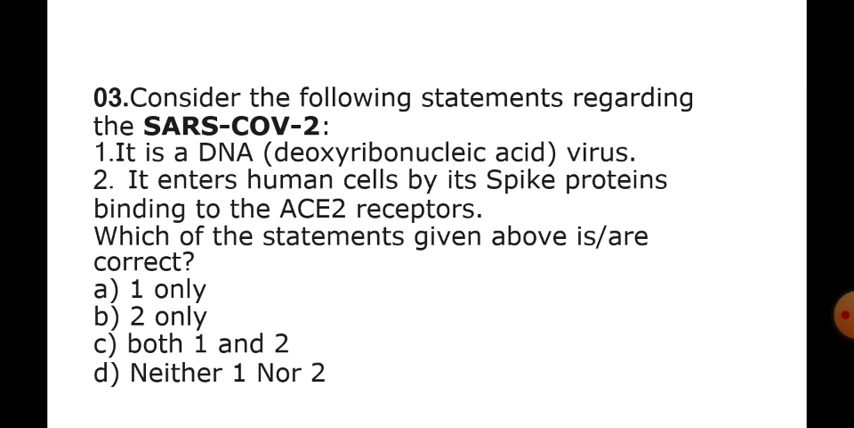 03.Consider the following statements regarding
the SARS-COV-2:
1.It is a DNA (deoxyribonucleic acid) virus.
2. It enters human cells by its Spike proteins
binding to the ACE2 receptors.
Which of the statements given above is/are
correct?
a) 1 only
b) 2 only
c) both 1 and 2
d) Neither 1 Nor 2